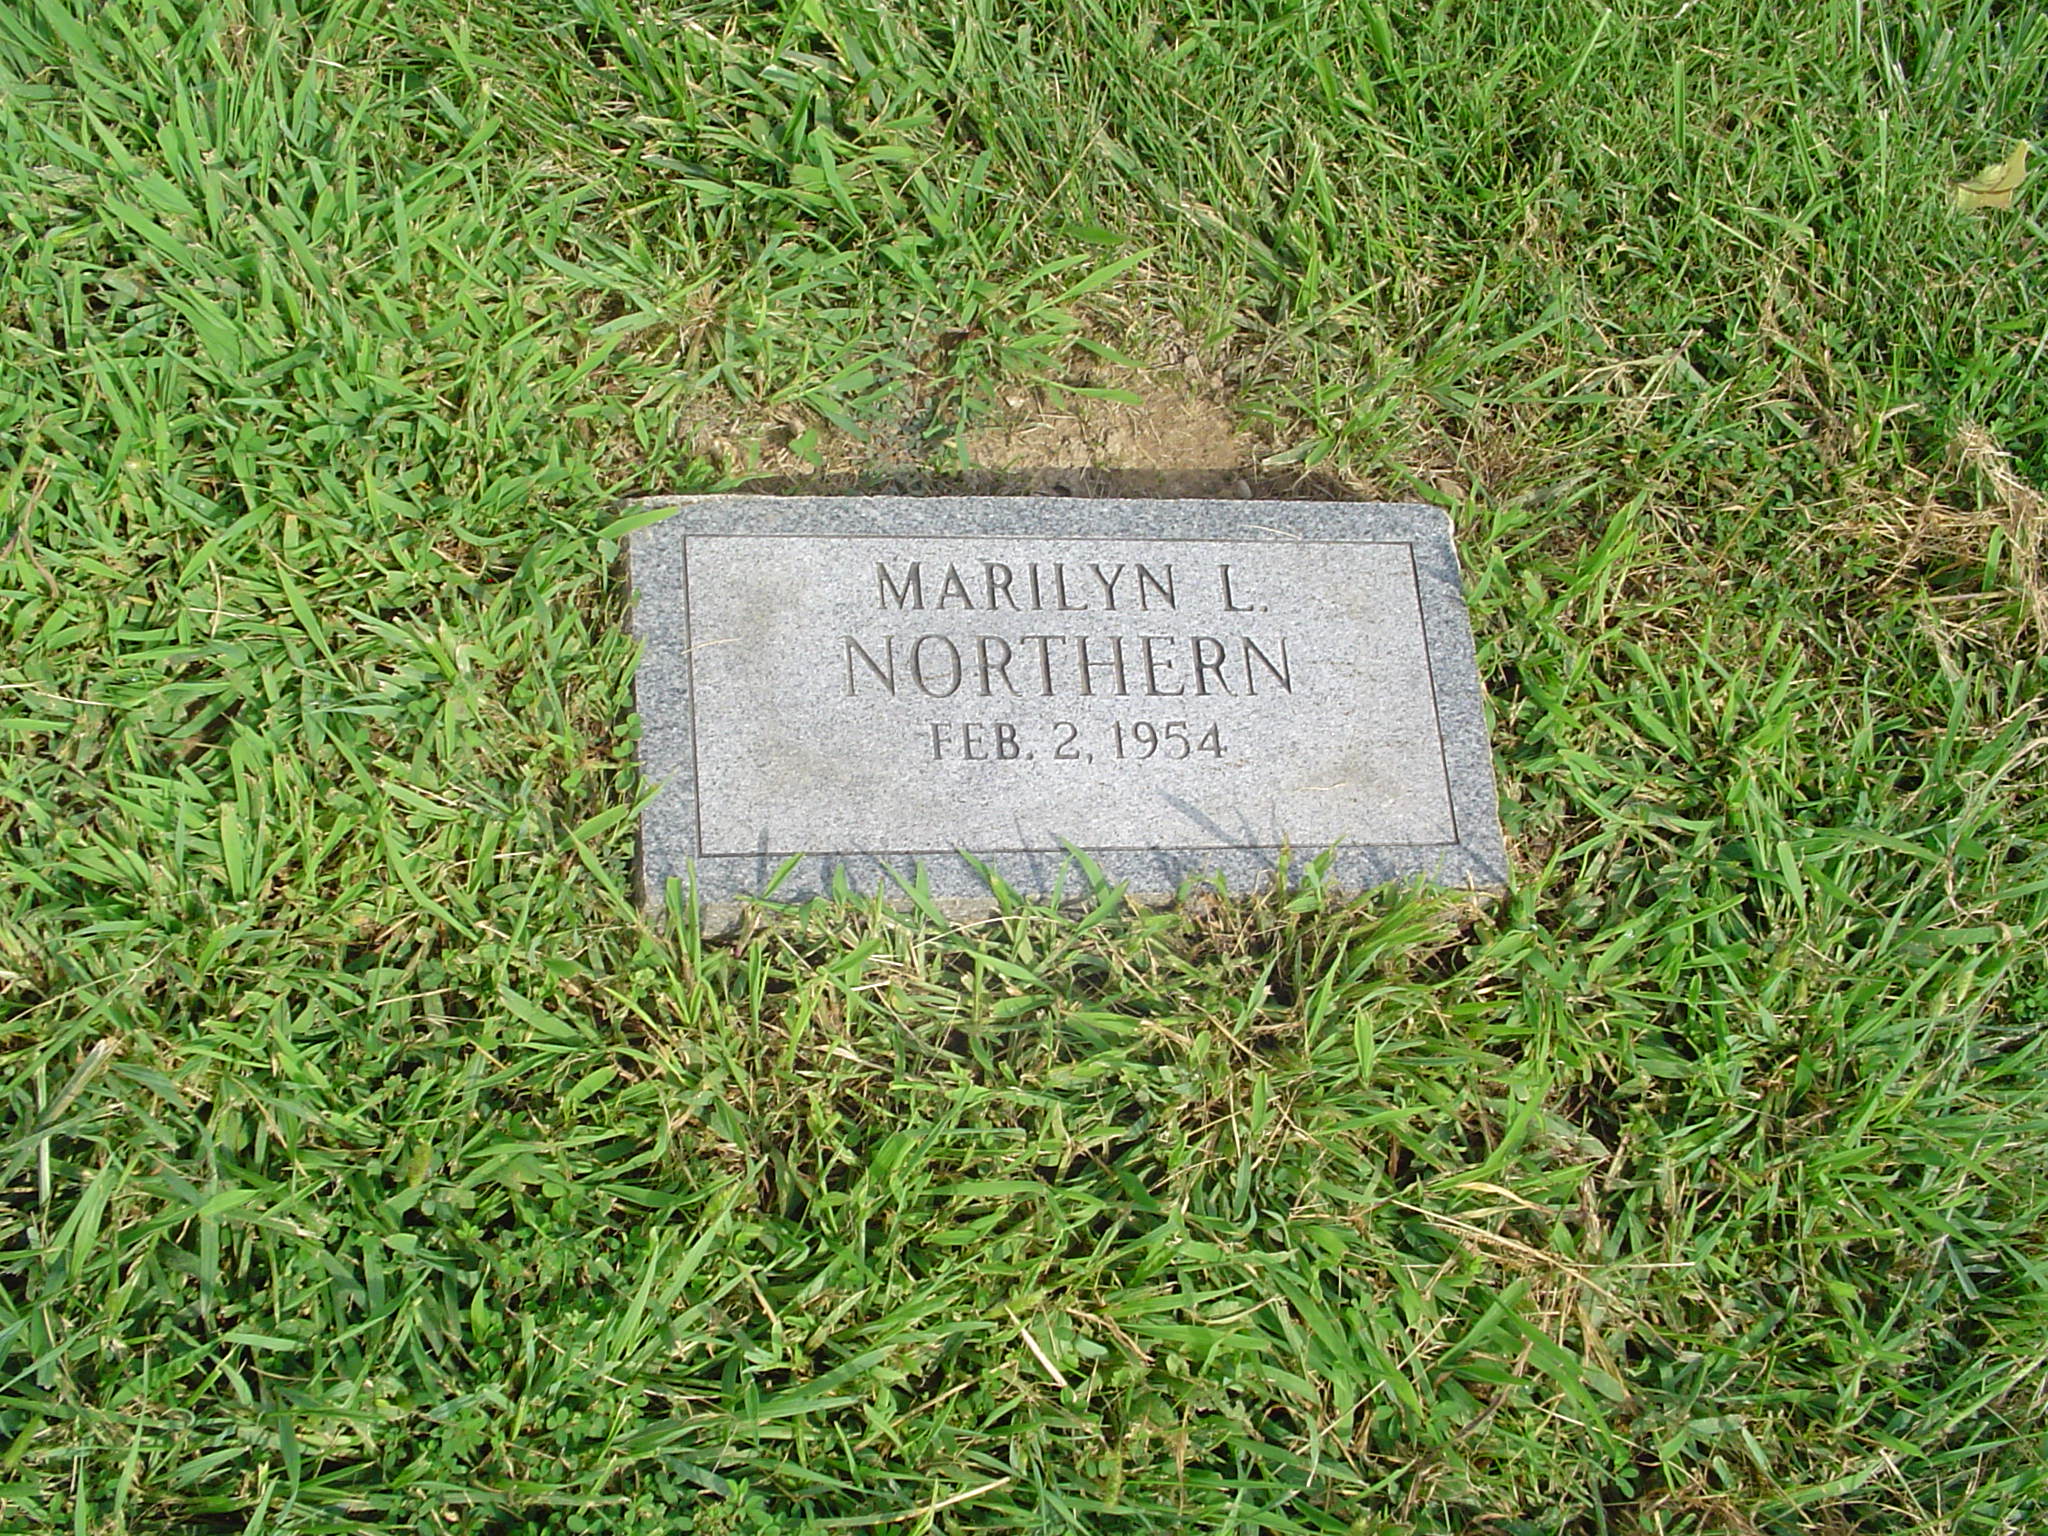 MARILYN L.
NORTHERN
FEB. 2, 1954